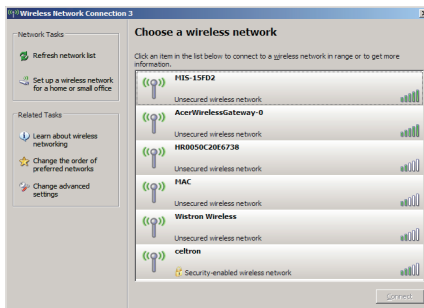 Wireless Network Connection 3
Network Tasks
Refresh network list
Set up a wireless network
for a home or small office
Related Tasks
Learn about wireless
networking
Change the order of
preferred networks
Change advanced
settings
Choose a wireless network
Click an item in the list below to connect to a wireless network in range or to get more
information.
MIS-15FD2
Unsecured wireless network
AcerWirelessGateway-0
Unsecured wireless network
HR0050C20E6738
Unsecured wireless network
MAC
Unsecured wireless network
Wistron Wireless
Unsecured wireless network
celtron
Security-enabled wireless network
Connect